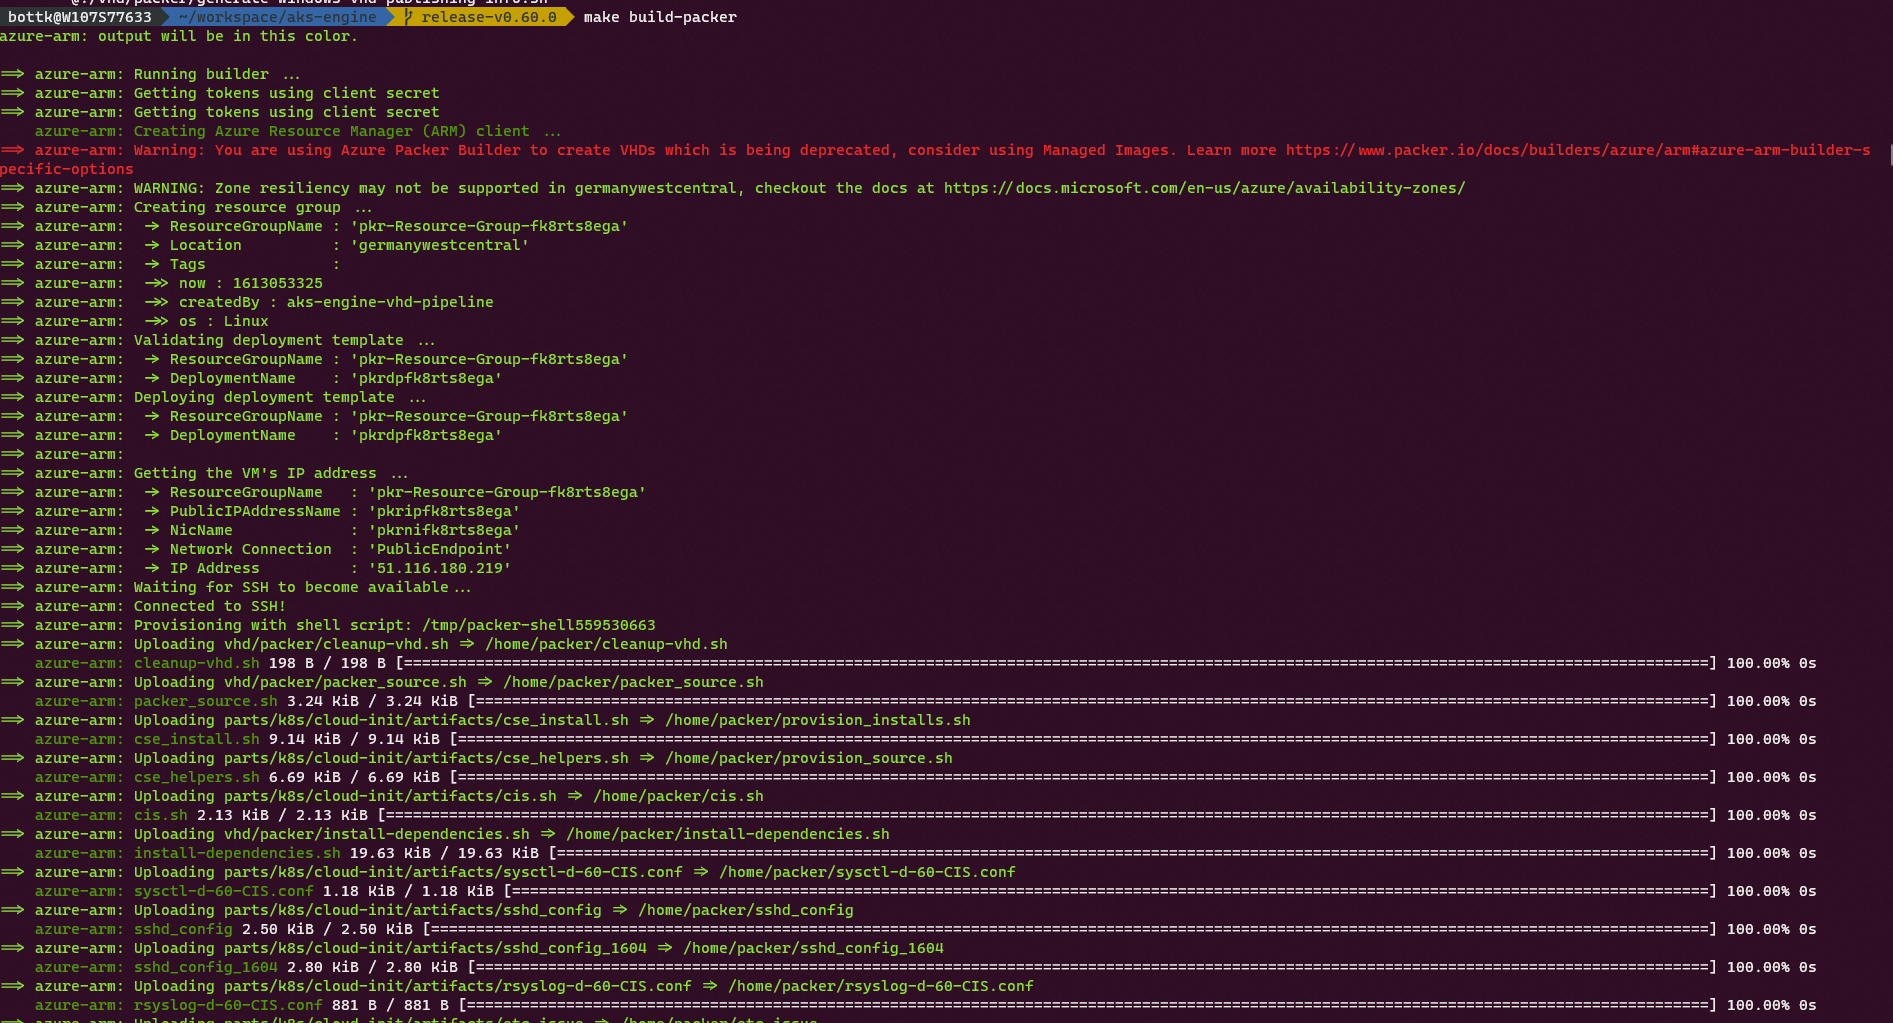 @./vhd/packer/generate-windows-vhd-publishing-info.sh
bottk@W107S77633 ~/workspace/aks-engine release-v0.60.0 make build-packer
azure-arm: output will be in this color.
==> azure-arm: Running builder ...
==> azure-arm: Getting tokens using client secret
==> azure-arm: Getting tokens using client secret
azure-arm: Creating Azure Resource Manager (ARM) client ...
==> azure-arm: Warning: You are using Azure Packer Builder to create VHDs which is being deprecated, consider using Managed Images. Learn more https://www.packer.io/docs/builders/azure/arm#azure-arm-builder-s
pecific-options
==> azure-arm: WARNING: Zone resiliency may not be supported in germanywestcentral, checkout the docs at https://docs.microsoft.com/en-us/azure/availability-zones/
==> azure-arm: Creating resource group ...
==> azure-arm: -> ResourceGroupName : 'pkr-Resource-Group-fk8rts8ega'
==> azure-arm: -> Location : 'germanywestcentral'
==> azure-arm: -> Tags :
==> azure-arm: ->> now : 1613053325
==> azure-arm: ->> createdBy : aks-engine-vhd-pipeline
==> azure-arm: ->> os : Linux
==> azure-arm: Validating deployment template ...
==> azure-arm: -> ResourceGroupName : 'pkr-Resource-Group-fk8rts8ega'
==> azure-arm: -> DeploymentName : 'pkrdpfk8rts8ega'
==> azure-arm: Deploying deployment template ...
==> azure-arm: -> ResourceGroupName : 'pkr-Resource-Group-fk8rts8ega'
==> azure-arm: -> DeploymentName : 'pkrdpfk8rts8ega'
==> azure-arm:
==> azure-arm: Getting the VM's IP address ...
==> azure-arm: -> ResourceGroupName : 'pkr-Resource-Group-fk8rts8ega'
==> azure-arm: -> PublicIPAddressName : 'pkripfk8rts8ega'
==> azure-arm: -> NicName : 'pkrnifk8rts8ega'
==> azure-arm: -> Network Connection : 'PublicEndpoint'
==> azure-arm: -> IP Address : '51.116.180.219'
==> azure-arm: Waiting for SSH to become available...
==> azure-arm: Connected to SSH!
==> azure-arm: Provisioning with shell script: /tmp/packer-shell559530663
==> azure-arm: Uploading vhd/packer/cleanup-vhd.sh => /home/packer/cleanup-vhd.sh
azure-arm: cleanup-vhd.sh 198 B / 198 B [====] 100.00% 0s
==> azure-arm: Uploading vhd/packer/packer_source.sh => /home/packer/packer_source.sh
azure-arm: packer_source.sh 3.24 KiB / 3.24 KiB [====] 100.00% 0s
==> azure-arm: Uploading parts/k8s/cloud-init/artifacts/cse_install.sh => /home/packer/provision_installs.sh
azure-arm: cse_install.sh 9.14 KiB / 9.14 KiB [====] 100.00% 0s
==> azure-arm: Uploading parts/k8s/cloud-init/artifacts/cse_helpers.sh => /home/packer/provision_source.sh
azure-arm: cse_helpers.sh 6.69 KiB / 6.69 KiB [====] 100.00% 0s
==> azure-arm: Uploading parts/k8s/cloud-init/artifacts/cis.sh => /home/packer/cis.sh
azure-arm: cis.sh 2.13 KiB / 2.13 KiB [====] 100.00% 0s
==> azure-arm: Uploading vhd/packer/install-dependencies.sh => /home/packer/install-dependencies.sh
azure-arm: install-dependencies.sh 19.63 KiB / 19.63 KiB [====] 100.00% 0s
==> azure-arm: Uploading parts/k8s/cloud-init/artifacts/sysctl-d-60-CIS.conf => /home/packer/sysctl-d-60-CIS.conf
azure-arm: sysctl-d-60-CIS.conf 1.18 KiB / 1.18 KiB [====] 100.00% 0s
==> azure-arm: Uploading parts/k8s/cloud-init/artifacts/sshd_config => /home/packer/sshd_config
azure-arm: sshd_config 2.50 KiB / 2.50 KiB [====] 100.00% 0s
==> azure-arm: Uploading parts/k8s/cloud-init/artifacts/sshd_config_1604 => /home/packer/sshd_config_1604
azure-arm: sshd_config_1604 2.80 KiB / 2.80 KiB [====] 100.00% 0s
==> azure-arm: Uploading parts/k8s/cloud-init/artifacts/rsyslog-d-60-CIS.conf => /home/packer/rsyslog-d-60-CIS.conf
azure-arm: rsyslog-d-60-CIS.conf 881 B / 881 B [====] 100.00% 0s
==> azure-arm: Uploading parts/k8s/cloud-init/artifacts/etc-issue => /home/packer/etc-issue